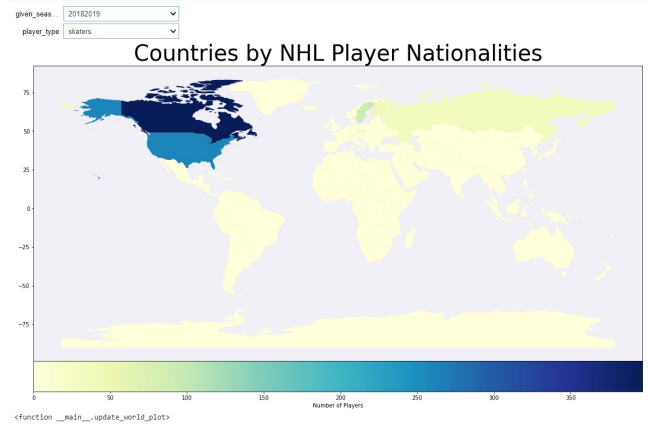 given_seas... 20182019
player_type skaters
Countries by NHL Player Nationalities
75
50
25
0
−25
−50
−75
0 50 100 150 200 250 300 350
Number of Players
<function __main__.update_world_plot>